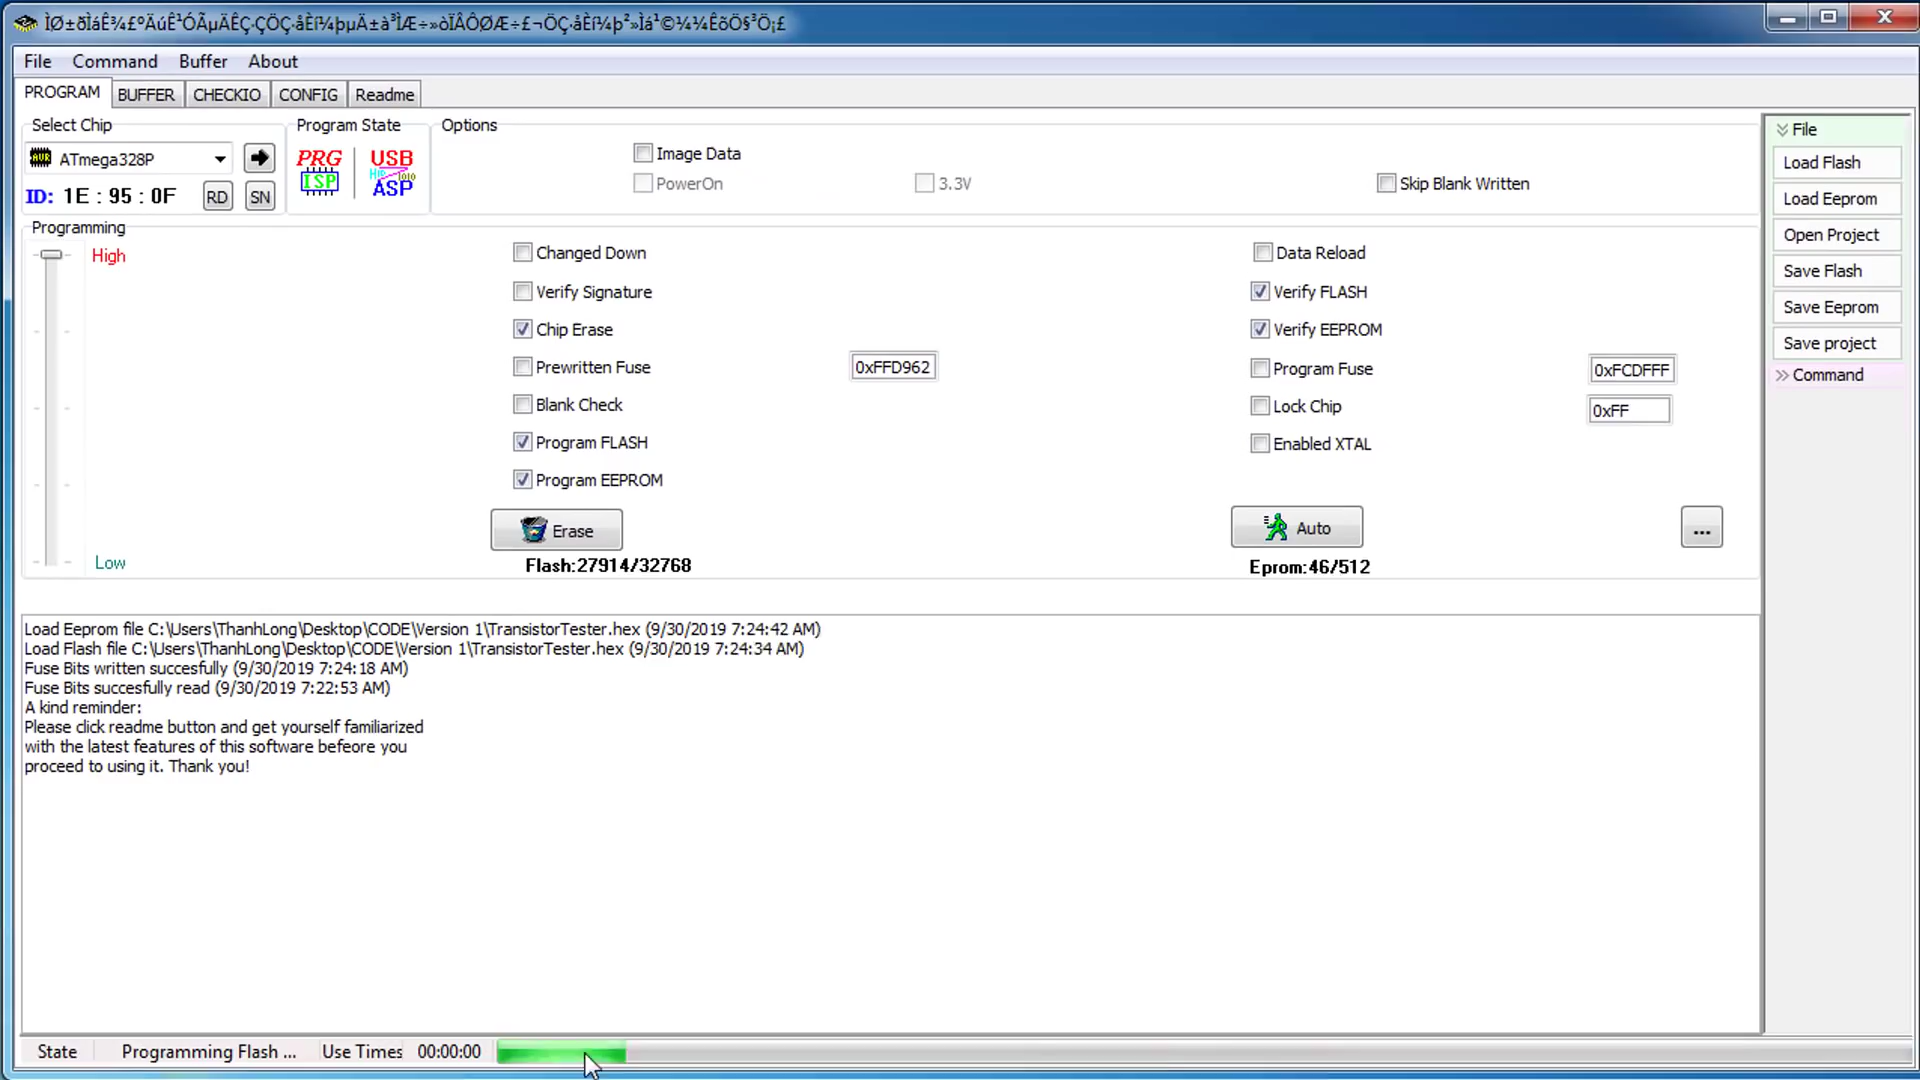 ÌØ±ðÌáÊ¾£ºÄúÊ¹ÓÃµÄÊÇ·ÇÖÇ·åÈí¼þµÄ±à³ÌÆ÷»òÏÂÔØÆ÷£¬ÖÇ·åÈí¼þ²»Ìá¹©¼¼ÊõÖ§³Ö¡£
File Command Buffer About
PROGRAM BUFFER CHECKIO CONFIG Readme
Select Chip Program State Options
ATmega328P
ID: 1E : 95 : 0F RD SN
PRG ISP
USB ASP
Image Data
PowerOn 3.3V Skip Blank Written
Programming
High
Low
Changed Down
Verify Signature
Chip Erase
Prewritten Fuse 0xFFD962
Blank Check
Program FLASH
Program EEPROM
Erase
Flash:27914/32768
Data Reload
Verify FLASH
Verify EEPROM
Program Fuse 0xFCDFFF
Lock Chip 0xFF
Enabled XTAL
Auto ...
Eprom:46/512
File
Load Flash
Load Eeprom
Open Project
Save Flash
Save Eeprom
Save project
Command
Load Eeprom file C:\Users\ThanhLong\Desktop\CODE\Version 1\TransistorTester.hex (9/30/2019 7:24:42 AM)
Load Flash file C:\Users\ThanhLong\Desktop\CODE\Version 1\TransistorTester.hex (9/30/2019 7:24:34 AM)
Fuse Bits written succesfully (9/30/2019 7:24:18 AM)
Fuse Bits succesfully read (9/30/2019 7:22:53 AM)
A kind reminder:
Please click readme button and get yourself familiarized
with the latest features of this software befeore you
proceed to using it. Thank you!
State Programming Flash ... Use Times 00:00:00